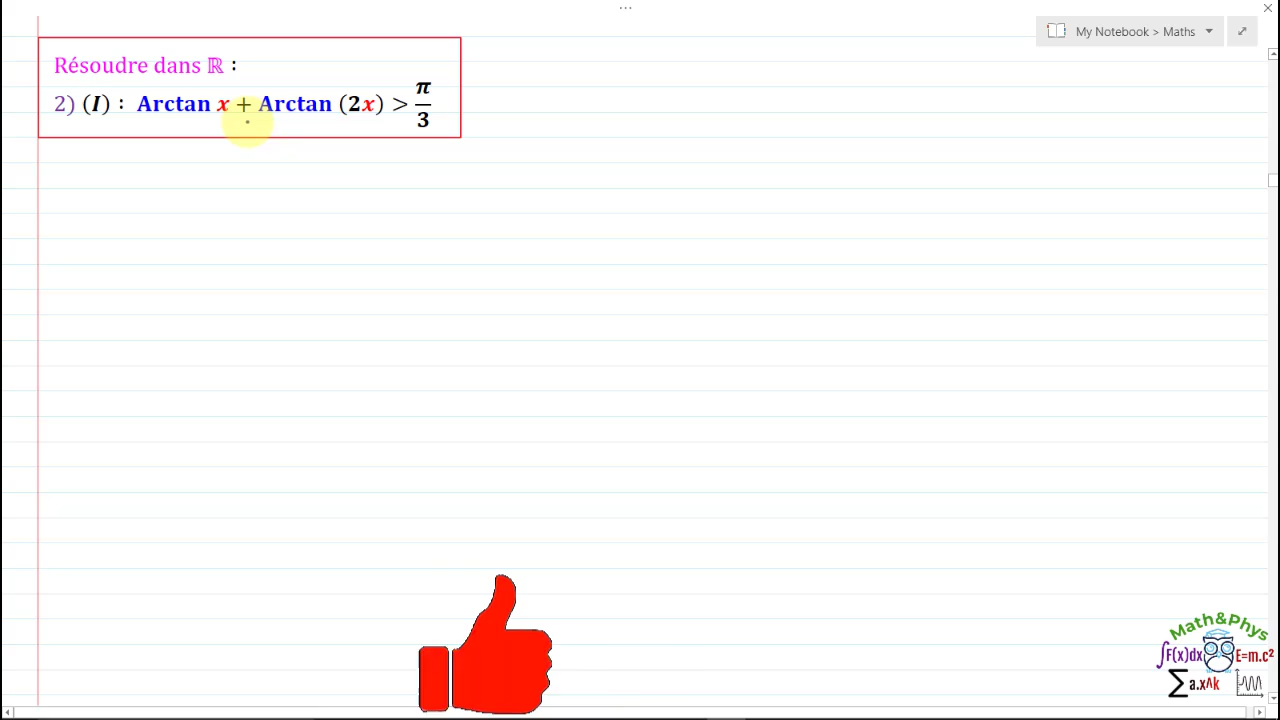 ...
My Notebook > Maths
Résoudre dans ℝ :
2) (I) : Arctan x + Arctan (2x) > π/3
Math&Phys
∫F(x)dx E=m.c²
∑ a.x^k